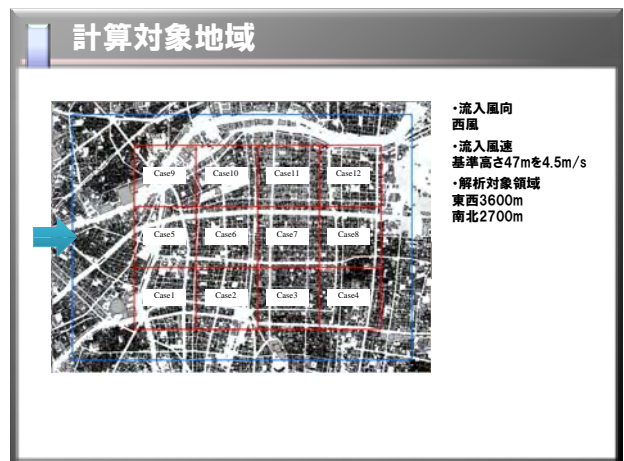 計算対象地域
・流入風向
西風
・流入風速
基準高さ47mを4.5m/s
・解析対象領域
東西3600m
南北2700m
Case9 Case10 Case11 Case12
Case5 Case6 Case7 Case8
Case1 Case2 Case3 Case4